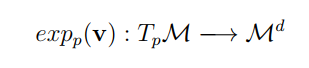 exp_p(v) : T_pM ⟶ M^d